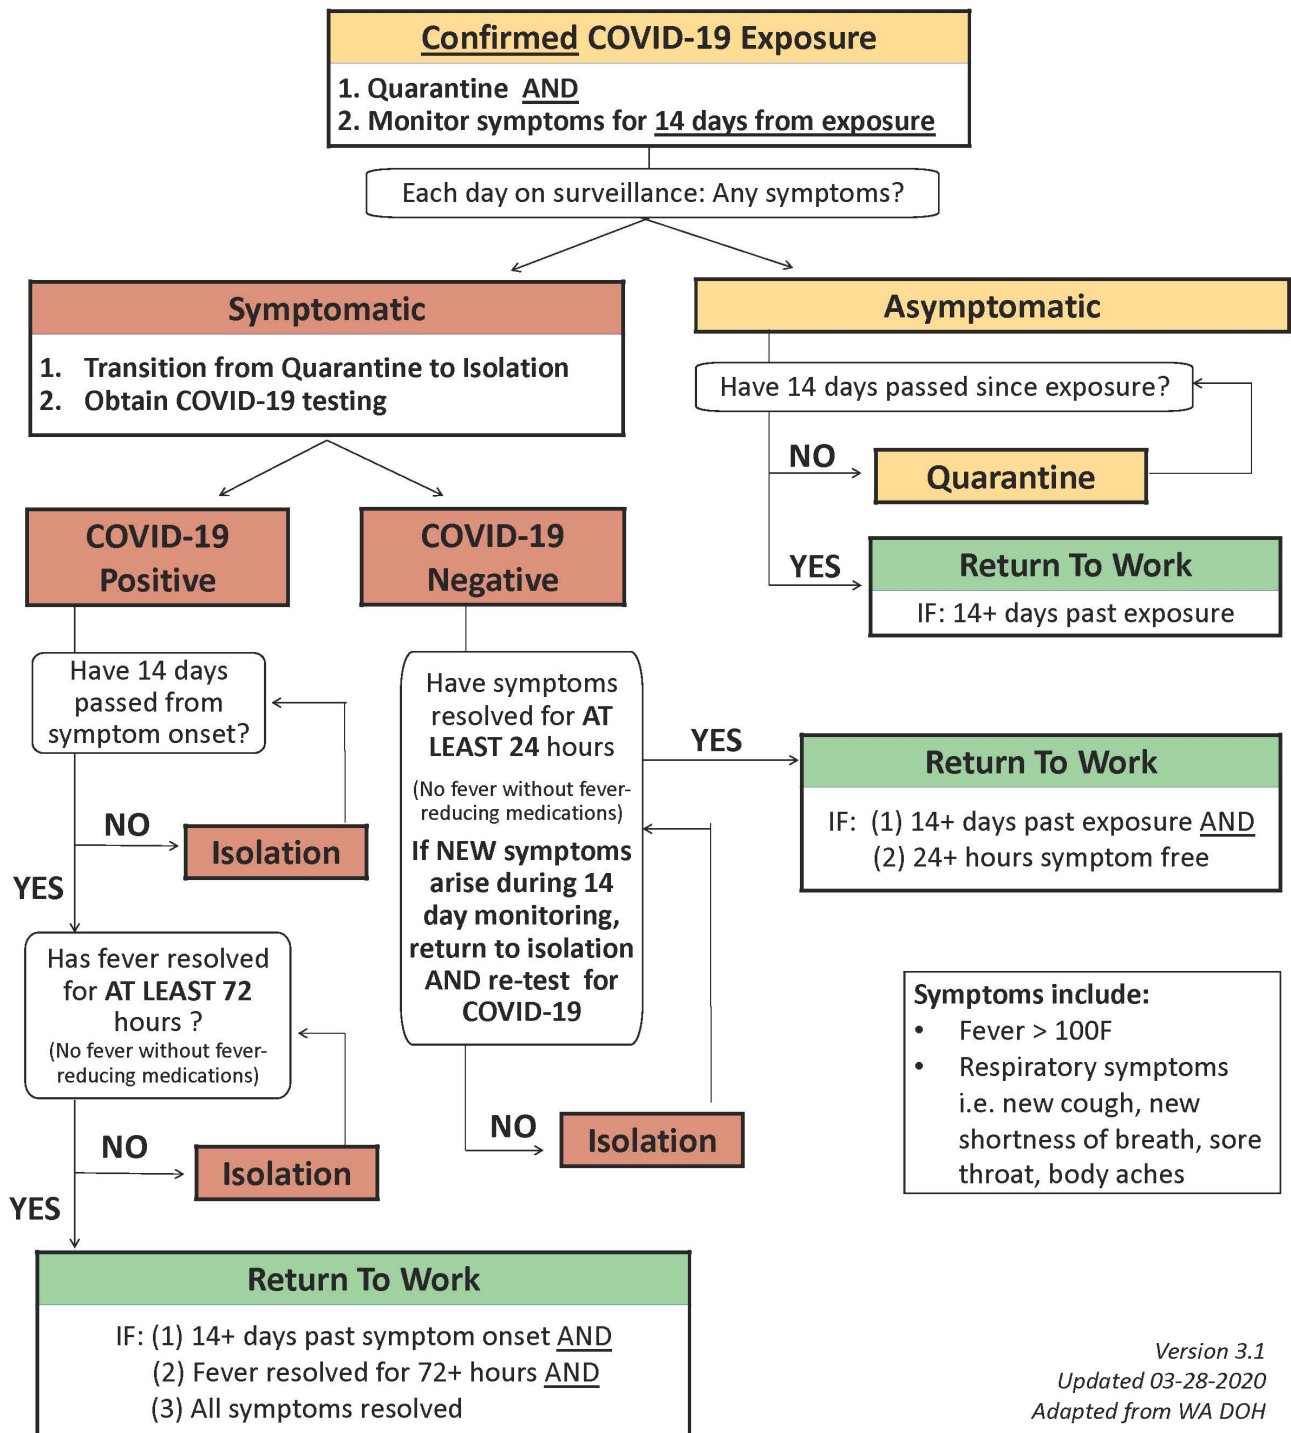 Confirmed COVID-19 Exposure
1. Quarantine AND
2. Monitor symptoms for 14 days from exposure
Each day on surveillance: Any symptoms?
Symptomatic
1. Transition from Quarantine to Isolation
2. Obtain COVID-19 testing
Asymptomatic
Have 14 days passed since exposure?
NO
Quarantine
YES
Return To Work
IF: 14+ days past exposure
COVID-19
Positive
Have 14 days
passed from
symptom onset?
NO
Isolation
YES
Has fever resolved
for AT LEAST 72
hours ?
(No fever without fever-
reducing medications)
NO
Isolation
YES
Return To Work
IF: (1) 14+ days past symptom onset AND
(2) Fever resolved for 72+ hours AND
(3) All symptoms resolved
COVID-19
Negative
Have symptoms
resolved for AT
LEAST 24 hours
(No fever without fever-
reducing medications)
If NEW symptoms
arise during 14
day monitoring,
return to isolation
AND re-test for
COVID-19
NO
Isolation
YES
Return To Work
IF: (1) 14+ days past exposure AND
(2) 24+ hours symptom free
Symptoms include:
• Fever > 100F
• Respiratory symptoms
i.e. new cough, new
shortness of breath, sore
throat, body aches
Version 3.1
Updated 03-28-2020
Adapted from WA DOH